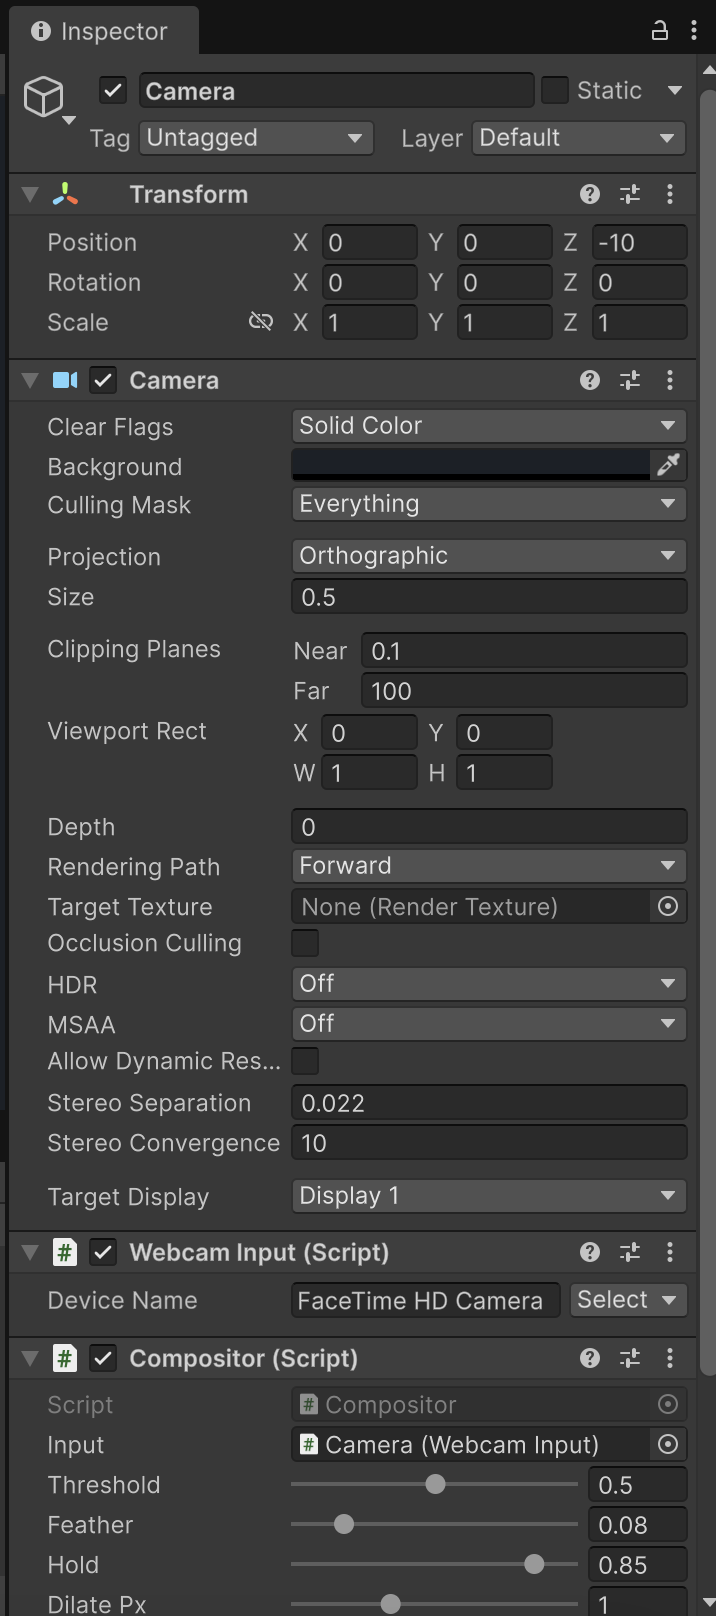 Inspector
Camera Static
Tag Untagged Layer Default
Transform
Position X 0 Y 0 Z -10
Rotation X 0 Y 0 Z 0
Scale X 1 Y 1 Z 1
Camera
Clear Flags Solid Color
Background
Culling Mask Everything
Projection Orthographic
Size 0.5
Clipping Planes Near 0.1
Far 100
Viewport Rect X 0 Y 0
W 1 H 1
Depth 0
Rendering Path Forward
Target Texture None (Render Texture)
Occlusion Culling
HDR Off
MSAA Off
Allow Dynamic Res...
Stereo Separation 0.022
Stereo Convergence 10
Target Display Display 1
# Webcam Input (Script)
Device Name FaceTime HD Camera Select
# Compositor (Script)
Script # Compositor
Input # Camera (Webcam Input)
Threshold 0.5
Feather 0.08
Hold 0.85
Dilate Px 1